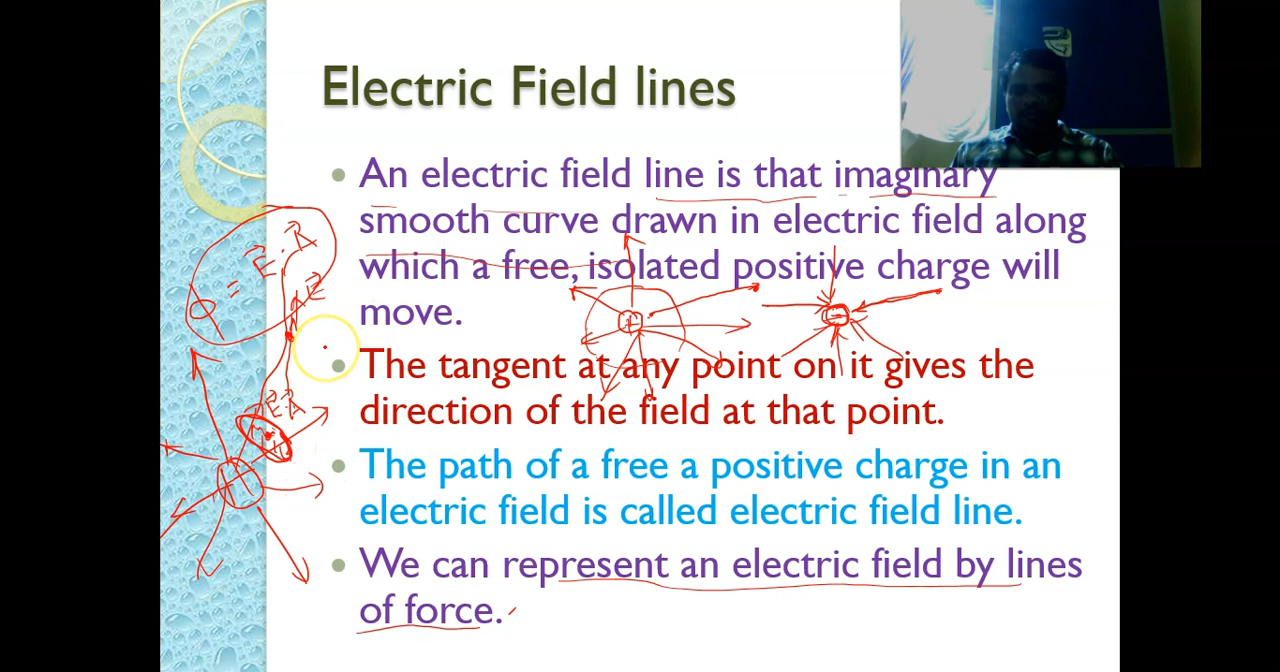 Electric Field lines
An electric field line is that imaginary
smooth curve drawn in electric field along
which a free, isolated positive charge will
move.
ϕ = E⃗ . A⃗
The tangent at any point on it gives the
direction of the field at that point.
The path of a free a positive charge in an
electric field is called electric field line.
We can represent an electric field by lines
of force.